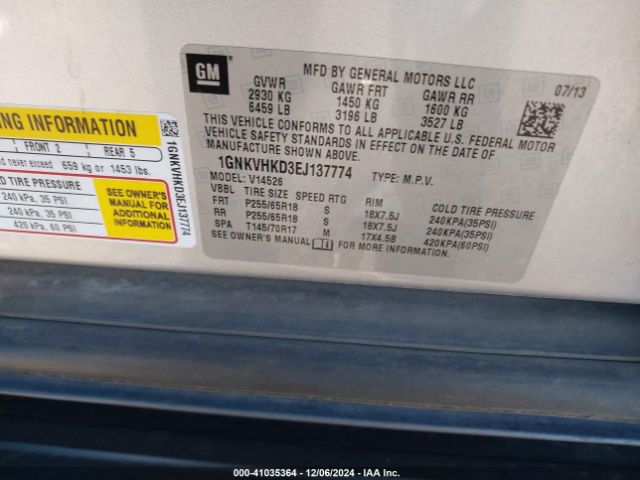 GM
MFD BY GENERAL MOTORS LLC
07/13
GVWR GAWR FRT GAWR RR
2930 KG 1450 KG 1600 KG
6459 LB 3196 LB 3527 LB
THIS VEHICLE CONFORMS TO ALL APPLICABLE U.S. FEDERAL MOTOR
VEHICLE SAFETY STANDARDS IN EFFECT ON THE DATE OF
MANUFACTURE SHOWN ABOVE.
1GNKVHKD3EJ137774 TYPE: M.P.V.
MODEL: V14526
VBBL TIRE SIZE SPEED RTG RIM COLD TIRE PRESSURE
FRT P255/65R18 S 18X7.5J 240KPA(35PSI)
RR P255/65R18 S 18X7.5J 240KPA(35PSI)
SPA T145/70R17 M 17X4.5B 420KPA(60PSI)
SEE OWNER'S MANUAL FOR MORE INFORMATION.
ING INFORMATION
FRONT 2 REAR 5
never exceed 659 kg or 1453 lbs.
TIRE PRESSURE
240 kPa, 35 PSI
240 kPa, 35 PSI
420 kPa, 60 PSI
SEE OWNER'S
MANUAL FOR
ADDITIONAL
INFORMATION
1GNKVHKD3EJ137774
0-41035364 - 12/06/2024 - IAA Inc.